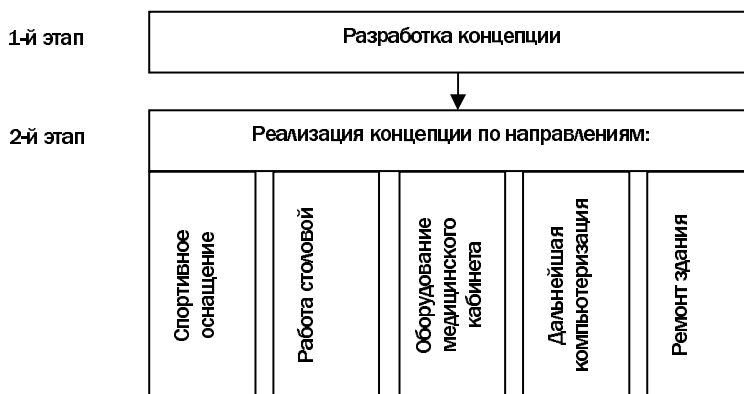 1-й этап
Разработка концепции
2-й этап
Реализация концепции по направлениям:
Спортивное
оснащение
Работа столовой
Оборудование
медицинского
кабинета
Дальнейшая
компьютеризация
Ремонт здания